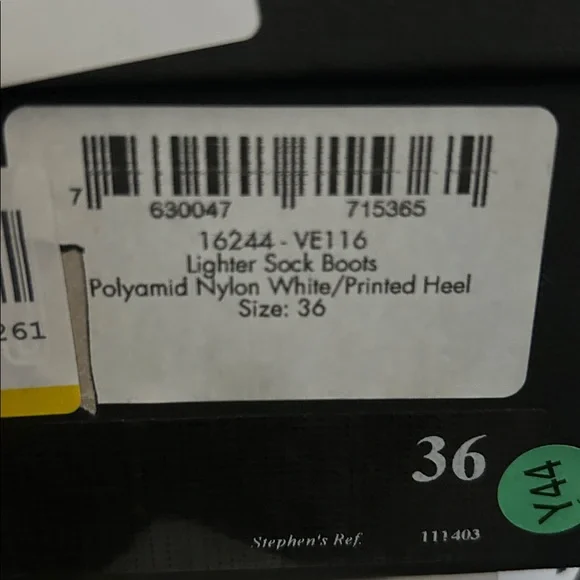 7 630047 715365
16244 - VE116
Lighter Sock Boots
Polyamid Nylon White/Printed Heel
Size: 36
261
36
Y44
Stephen's Ref. 111403